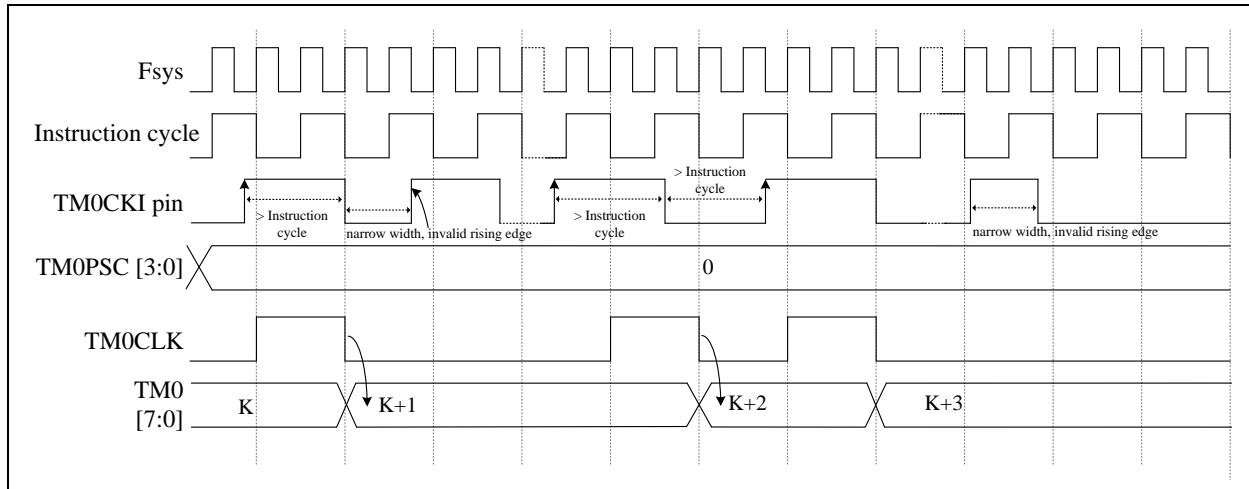 Fsys
Instruction cycle
TM0CKI pin
> Instruction
cycle
narrow width, invalid rising edge
> Instruction
cycle
> Instruction
cycle
narrow width, invalid rising edge
TM0PSC [3:0]
0
TM0CLK
TM0
[7:0]
K
K+1
K+2
K+3